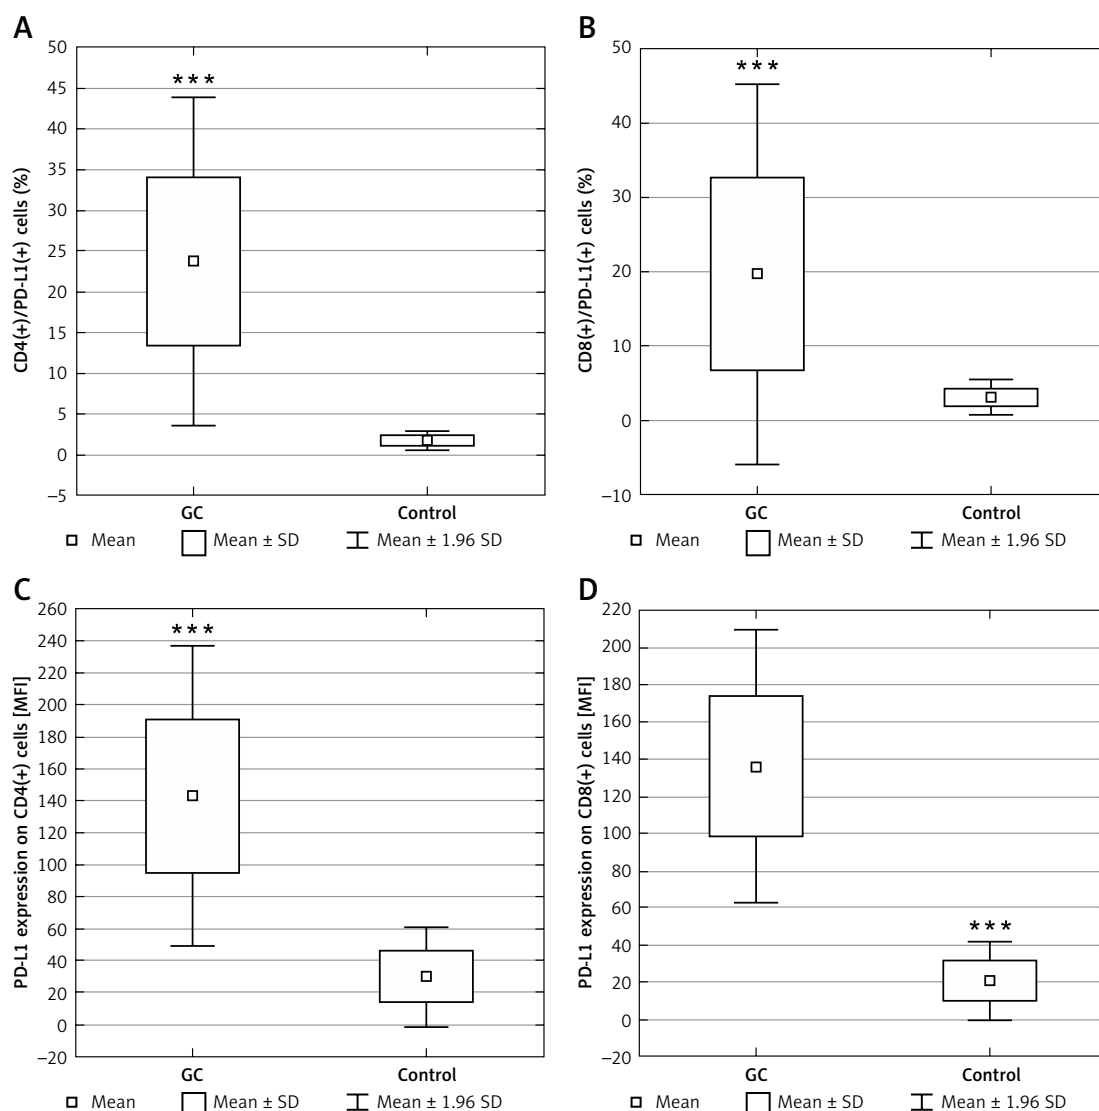 A
CD4(+)/PD-L1(+) cells (%)
50
45
40
35
30
25
20
15
10
5
0
−5
***
GC
Control
Mean
Mean ± SD
Mean ± 1.96 SD
B
CD8(+)/PD-L1(+) cells (%)
50
40
30
20
10
0
−10
***
GC
Control
Mean
Mean ± SD
Mean ± 1.96 SD
C
PD-L1 expression on CD4(+) cells [MFI]
260
240
220
200
180
160
140
120
100
80
60
40
20
0
−20
***
GC
Control
Mean
Mean ± SD
Mean ± 1.96 SD
D
PD-L1 expression on CD8(+) cells [MFI]
220
200
180
160
140
120
100
80
60
40
20
0
−20
***
GC
Control
Mean
Mean ± SD
Mean ± 1.96 SD